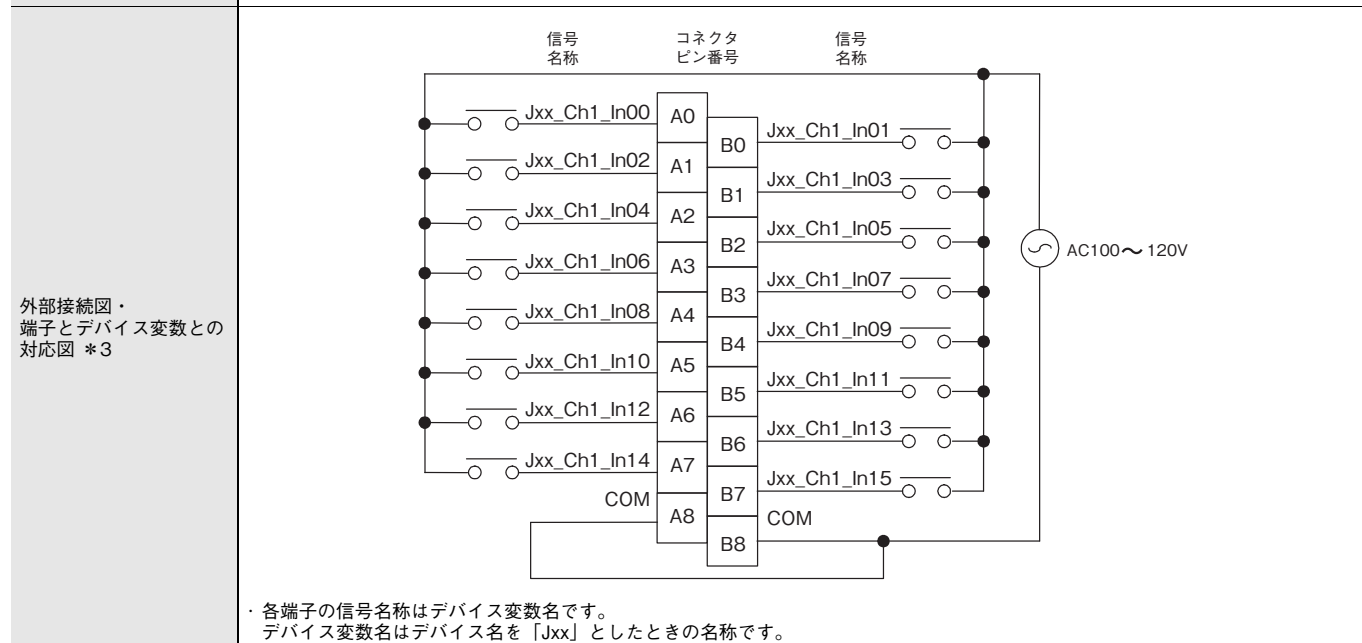 信号
名称
コネクタ
ピン番号
信号
名称
Jxx_Ch1_In00 A0
B0 Jxx_Ch1_In01
Jxx_Ch1_In02 A1
B1 Jxx_Ch1_In03
Jxx_Ch1_In04 A2
B2 Jxx_Ch1_In05
AC100〜120V
Jxx_Ch1_In06 A3
B3 Jxx_Ch1_In07
Jxx_Ch1_In08 A4
B4 Jxx_Ch1_In09
Jxx_Ch1_In10 A5
B5 Jxx_Ch1_In11
Jxx_Ch1_In12 A6
B6 Jxx_Ch1_In13
Jxx_Ch1_In14 A7
B7 Jxx_Ch1_In15
COM A8
B8 COM
外部接続図・
端子とデバイス変数との
対応図 *3
・各端子の信号名称はデバイス変数名です。
デバイス変数名はデバイス名を「Jxx」としたときの名称です。